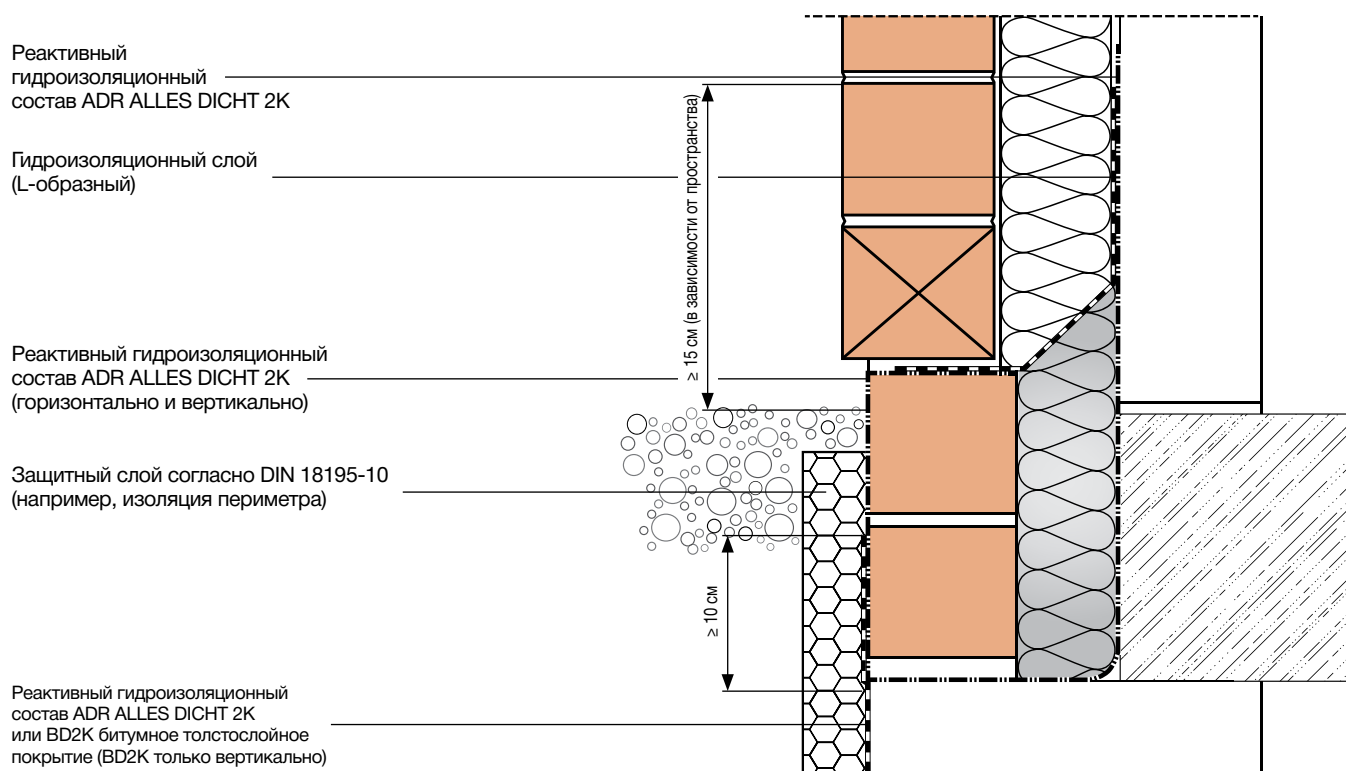 Реактивный
гидроизоляционный
состав ADR ALLES DICHT 2K
Гидроизоляционный слой
(L-образный)
Реактивный гидроизоляционный
состав ADR ALLES DICHT 2K
(горизонтально и вертикально)
Защитный слой согласно DIN 18195-10
(например, изоляция периметра)
Реактивный гидроизоляционный
состав ADR ALLES DICHT 2K
или BD2K битумное толстослойное
покрытие (BD2K только вертикально)
≥ 15 см (в зависимости от пространства)
≥ 10 см